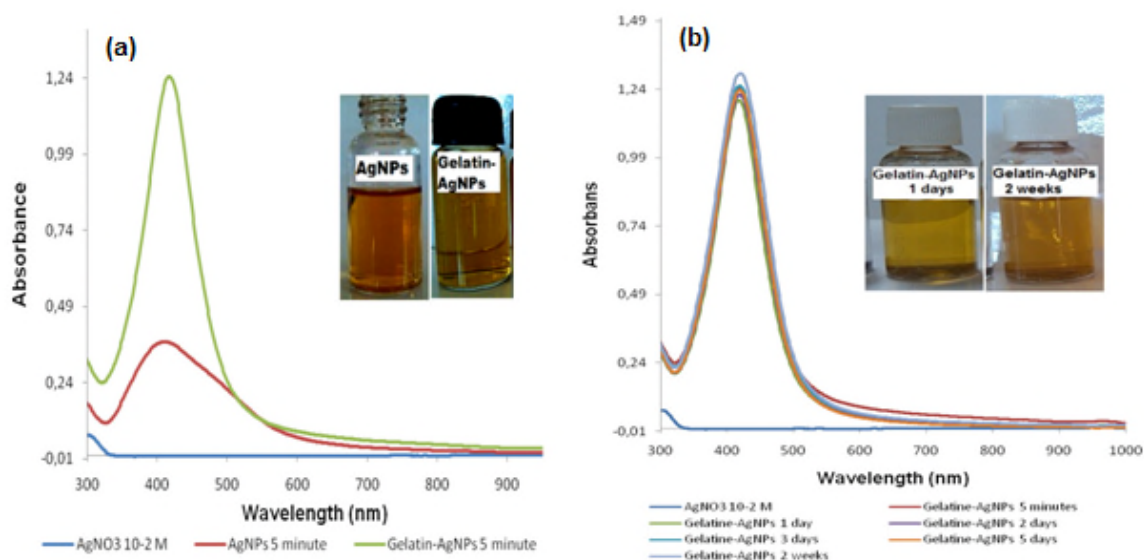 (a)
1,24
0,99
0,74
0,49
0,24
-0,01
Absorbance
300 400 500 600 700 800 900
Wavelength (nm)
AgNPs
Gelatin-
AgNPs
AgNO3 10-2 M AgNPs 5 minute Gelatin-AgNPs 5 minute
(b)
1,49
1,24
0,99
0,74
0,49
0,24
-0,01
Absorbans
300 400 500 600 700 800 900 1000
Wavelength (nm)
Gelatin-AgNPs
1 days
Gelatin-AgNPs
2 weeks
AgNO3 10-2 M Gelatine-AgNPs 5 minutes
Gelatine-AgNPs 1 day Gelatine-AgNPs 2 days
Gelatine-AgNPs 3 days Gelatine-AgNPs 5 days
Gelatine-AgNPs 2 weeks